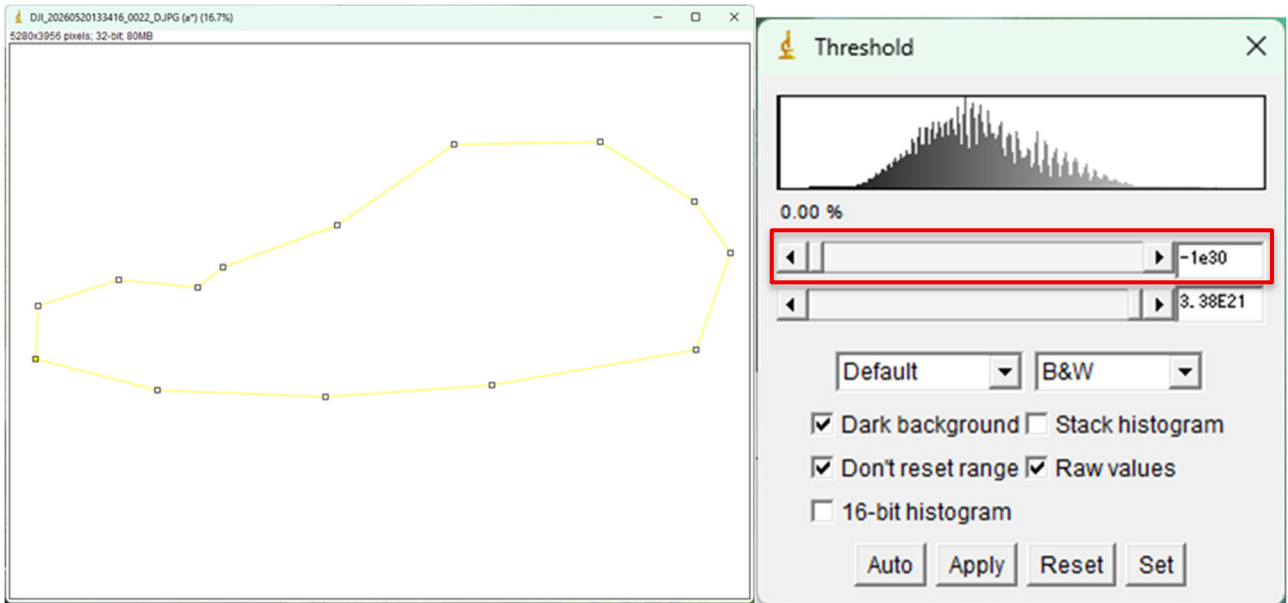 DJI_20260520133416_0022_D.JPG (a*) (16.7%)
5280x3956 pixels; 32-bit; 80MB
Threshold
0.00 %
-1e30
3.38E21
Default
B&W
Dark background
Stack histogram
Don't reset range
Raw values
16-bit histogram
Auto
Apply
Reset
Set